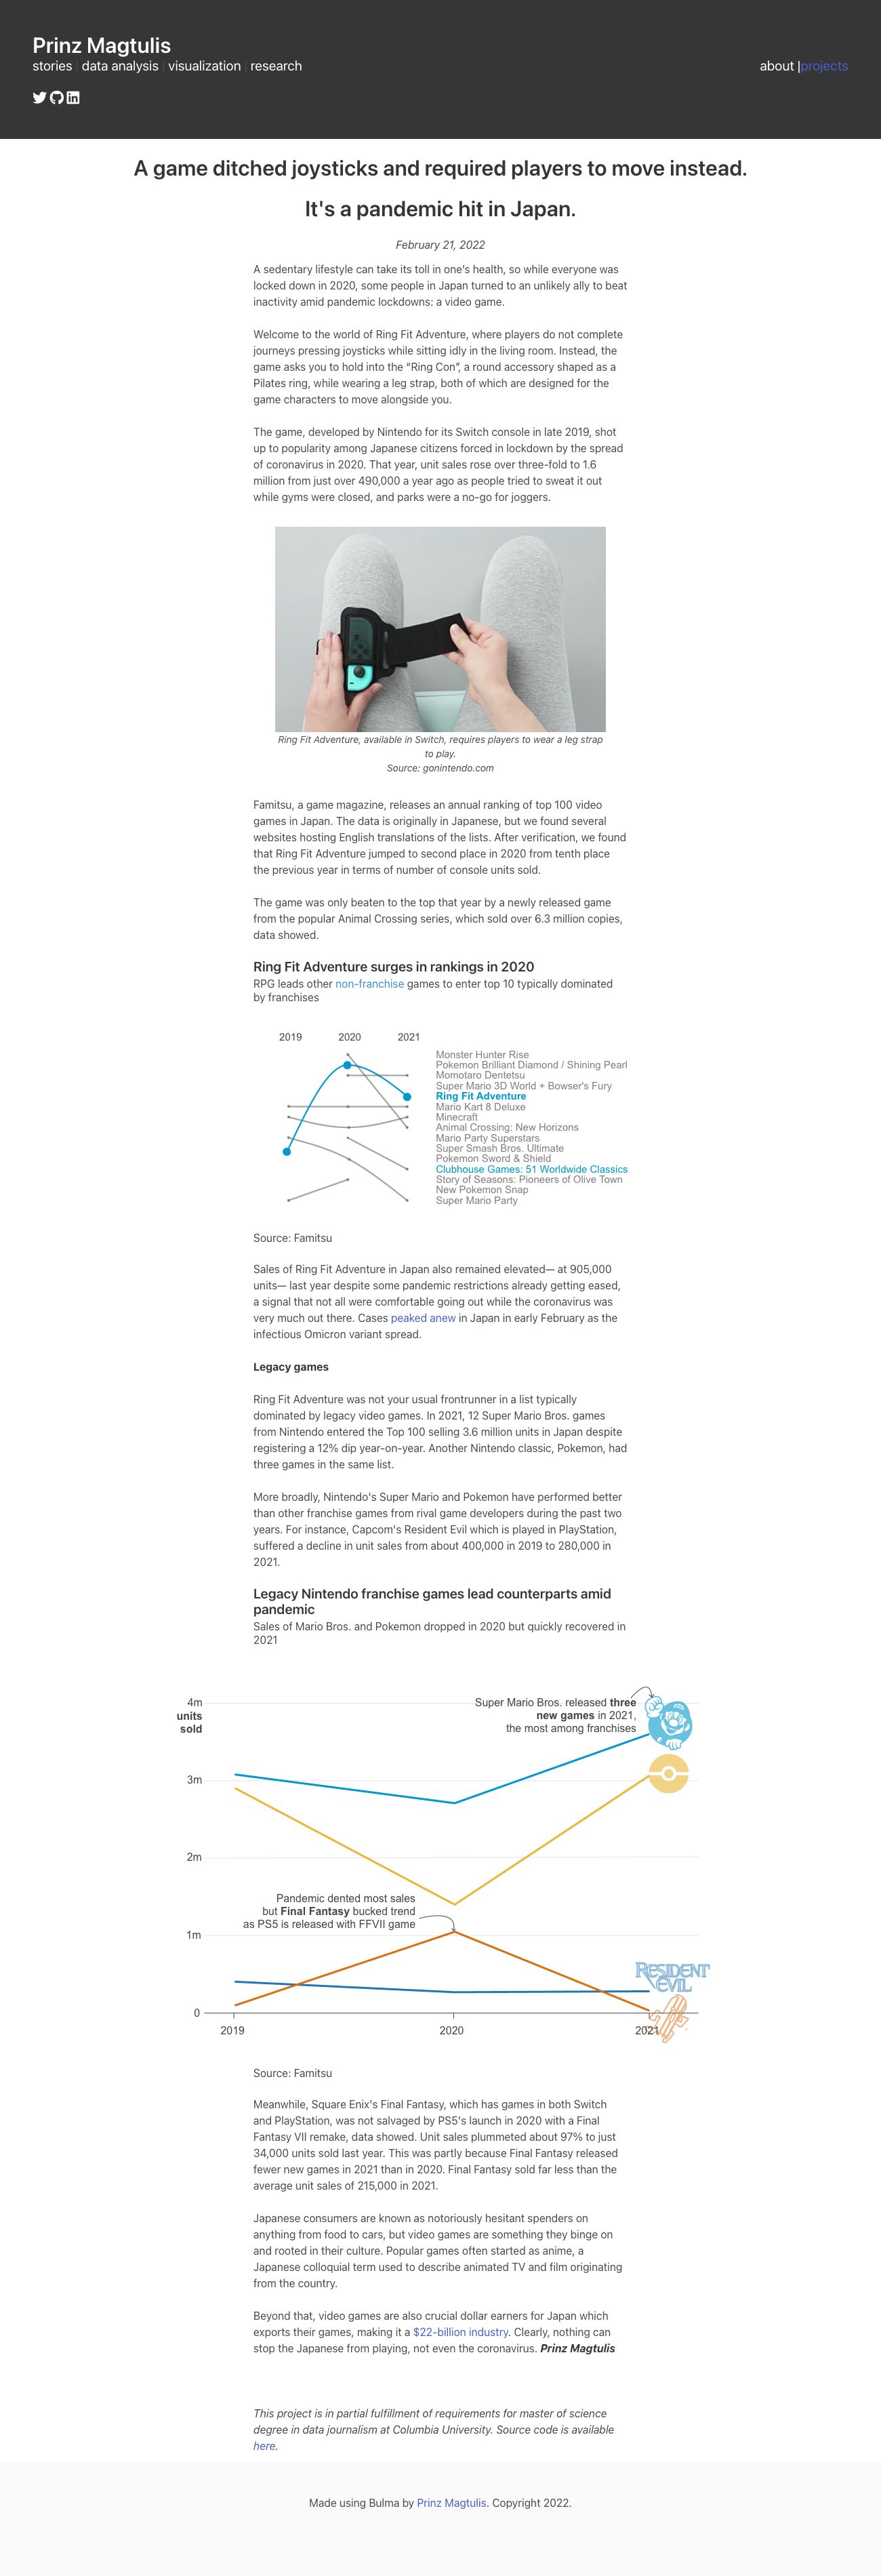 Prinz Magtulis
stories | data analysis | visualization | research
about |projects
A game ditched joysticks and required players to move instead.
It's a pandemic hit in Japan.
February 21, 2022
A sedentary lifestyle can take its toll in one's health, so while everyone was
locked down in 2020, some people in Japan turned to an unlikely ally to beat
inactivity amid pandemic lockdowns: a video game.
Welcome to the world of Ring Fit Adventure, where players do not complete
journeys pressing joysticks while sitting idly in the living room. Instead, the
game asks you to hold into the “Ring Con”, a round accessory shaped as a
Pilates ring, while wearing a leg strap, both of which are designed for the
game characters to move alongside you.
The game, developed by Nintendo for its Switch console in late 2019, shot
up to popularity among Japanese citizens forced in lockdown by the spread
of coronavirus in 2020. That year, unit sales rose over three-fold to 1.6
million from just over 490,000 a year ago as people tried to sweat it out
while gyms were closed, and parks were a no-go for joggers.
Ring Fit Adventure, available in Switch, requires players to wear a leg strap
to play.
Source: gonintendo.com
Famitsu, a game magazine, releases an annual ranking of top 100 video
games in Japan. The data is originally in Japanese, but we found several
websites hosting English translations of the lists. After verification, we found
that Ring Fit Adventure jumped to second place in 2020 from tenth place
the previous year in terms of number of console units sold.
The game was only beaten to the top that year by a newly released game
from the popular Animal Crossing series, which sold over 6.3 million copies,
data showed.
Ring Fit Adventure surges in rankings in 2020
RPG leads other non-franchise games to enter top 10 typically dominated
by franchises
2019 2020 2021
Monster Hunter Rise
Pokemon Brilliant Diamond / Shining Pearl
Momotaro Dentetsu
Super Mario 3D World + Bowser's Fury
Ring Fit Adventure
Mario Kart 8 Deluxe
Minecraft
Animal Crossing: New Horizons
Mario Party Superstars
Super Smash Bros. Ultimate
Pokemon Sword & Shield
Clubhouse Games: 51 Worldwide Classics
Story of Seasons: Pioneers of Olive Town
New Pokemon Snap
Super Mario Party
Source: Famitsu
Sales of Ring Fit Adventure in Japan also remained elevated— at 905,000
units— last year despite some pandemic restrictions already getting eased,
a signal that not all were comfortable going out while the coronavirus was
very much out there. Cases peaked anew in Japan in early February as the
infectious Omicron variant spread.
Legacy games
Ring Fit Adventure was not your usual frontrunner in a list typically
dominated by legacy video games. In 2021, 12 Super Mario Bros. games
from Nintendo entered the Top 100 selling 3.6 million units in Japan despite
registering a 12% dip year-on-year. Another Nintendo classic, Pokemon, had
three games in the same list.
More broadly, Nintendo's Super Mario and Pokemon have performed better
than other franchise games from rival game developers during the past two
years. For instance, Capcom's Resident Evil which is played in PlayStation,
suffered a decline in unit sales from about 400,000 in 2019 to 280,000 in
2021.
Legacy Nintendo franchise games lead counterparts amid
pandemic
Sales of Mario Bros. and Pokemon dropped in 2020 but quickly recovered in
2021
4m
units
sold
Super Mario Bros. released three
new games in 2021,
the most among franchises
3m
2m
Pandemic dented most sales
but Final Fantasy bucked trend
as PS5 is released with FFVII game
1m
RESIDENT
EVIL
0
2019 2020 2021
Source: Famitsu
Meanwhile, Square Enix's Final Fantasy, which has games in both Switch
and PlayStation, was not salvaged by PS5's launch in 2020 with a Final
Fantasy VII remake, data showed. Unit sales plummeted about 97% to just
34,000 units sold last year. This was partly because Final Fantasy released
fewer new games in 2021 than in 2020. Final Fantasy sold far less than the
average unit sales of 215,000 in 2021.
Japanese consumers are known as notoriously hesitant spenders on
anything from food to cars, but video games are something they binge on
and rooted in their culture. Popular games often started as anime, a
Japanese colloquial term used to describe animated TV and film originating
from the country.
Beyond that, video games are also crucial dollar earners for Japan which
exports their games, making it a $22-billion industry. Clearly, nothing can
stop the Japanese from playing, not even the coronavirus. Prinz Magtulis
This project is in partial fulfillment of requirements for master of science
degree in data journalism at Columbia University. Source code is available
here.
Made using Bulma by Prinz Magtulis. Copyright 2022.